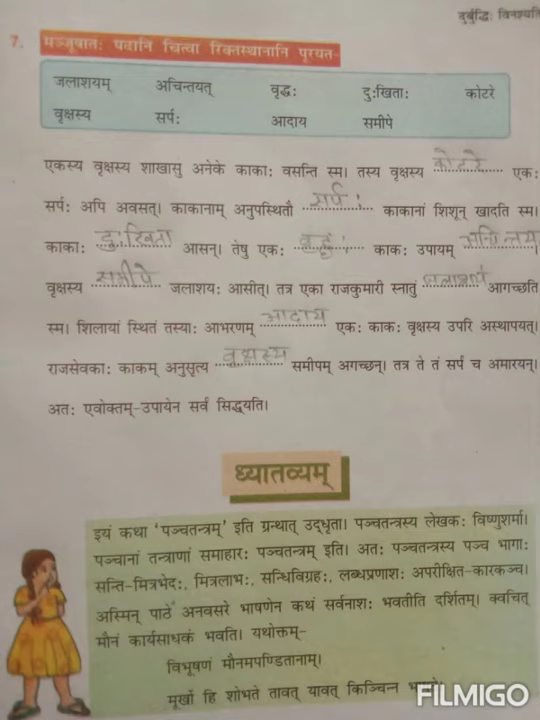 दुर्बुद्धिः विनश्यति
7. मञ्जूषातः पदानि चित्वा रिक्तस्थानानि पूरयत-
जलाशयम् अचिन्तयत् वृद्धः दुःखिताः कोटरे
वृक्षस्य सर्पः आदाय समीपे
एकस्य वृक्षस्य शाखासु अनेके काकाः वसन्ति स्म। तस्य वृक्षस्य कोटरे एकः
सर्पः अपि अवसत्। काकानाम् अनुपस्थितौ सर्पः काकानां शिशून् खादति स्म।
काकाः दुःखिता आसन्। तेषु एकः वृद्धः काकः उपायम्
वृक्षस्य समीपे जलाशयः आसीत्। तत्र एका राजकुमारी स्नातुं आगच्छति
स्म। शिलायां स्थितं तस्याः आभरणम् आदाय एकः काकः वृक्षस्य उपरि अस्थापयत्।
राजसेवकाः काकम् अनुसृत्य वृक्षस्य समीपम् अगच्छन्। तत्र ते तं सर्पं च अमारयन्।
अतः एवोक्तम्-उपायेन सर्वं सिद्ध्यति।
ध्यातव्यम्
इयं कथा 'पञ्चतन्त्रम्' इति ग्रन्थात् उद्धृता। पञ्चतन्त्रस्य लेखकः विष्णुशर्मा।
पञ्चानां तन्त्राणां समाहारः पञ्चतन्त्रम् इति। अतः पञ्चतन्त्रस्य पञ्च भागाः
सन्ति-मित्रभेदः, मित्रलाभः, सन्धिविग्रहः, लब्धप्रणाशः अपरीक्षित-कारकञ्च।
अस्मिन् पाठे अनवसरे भाषणेन कथं सर्वनाशः भवतीति दर्शितम्। क्वचित्
मौनं कार्यसाधकं भवति। यथोक्तम्-
विभूषणं मौनमपण्डितानाम्।
मूर्खो हि शोभते तावत् यावत् किञ्चिन्न
FILMIGO